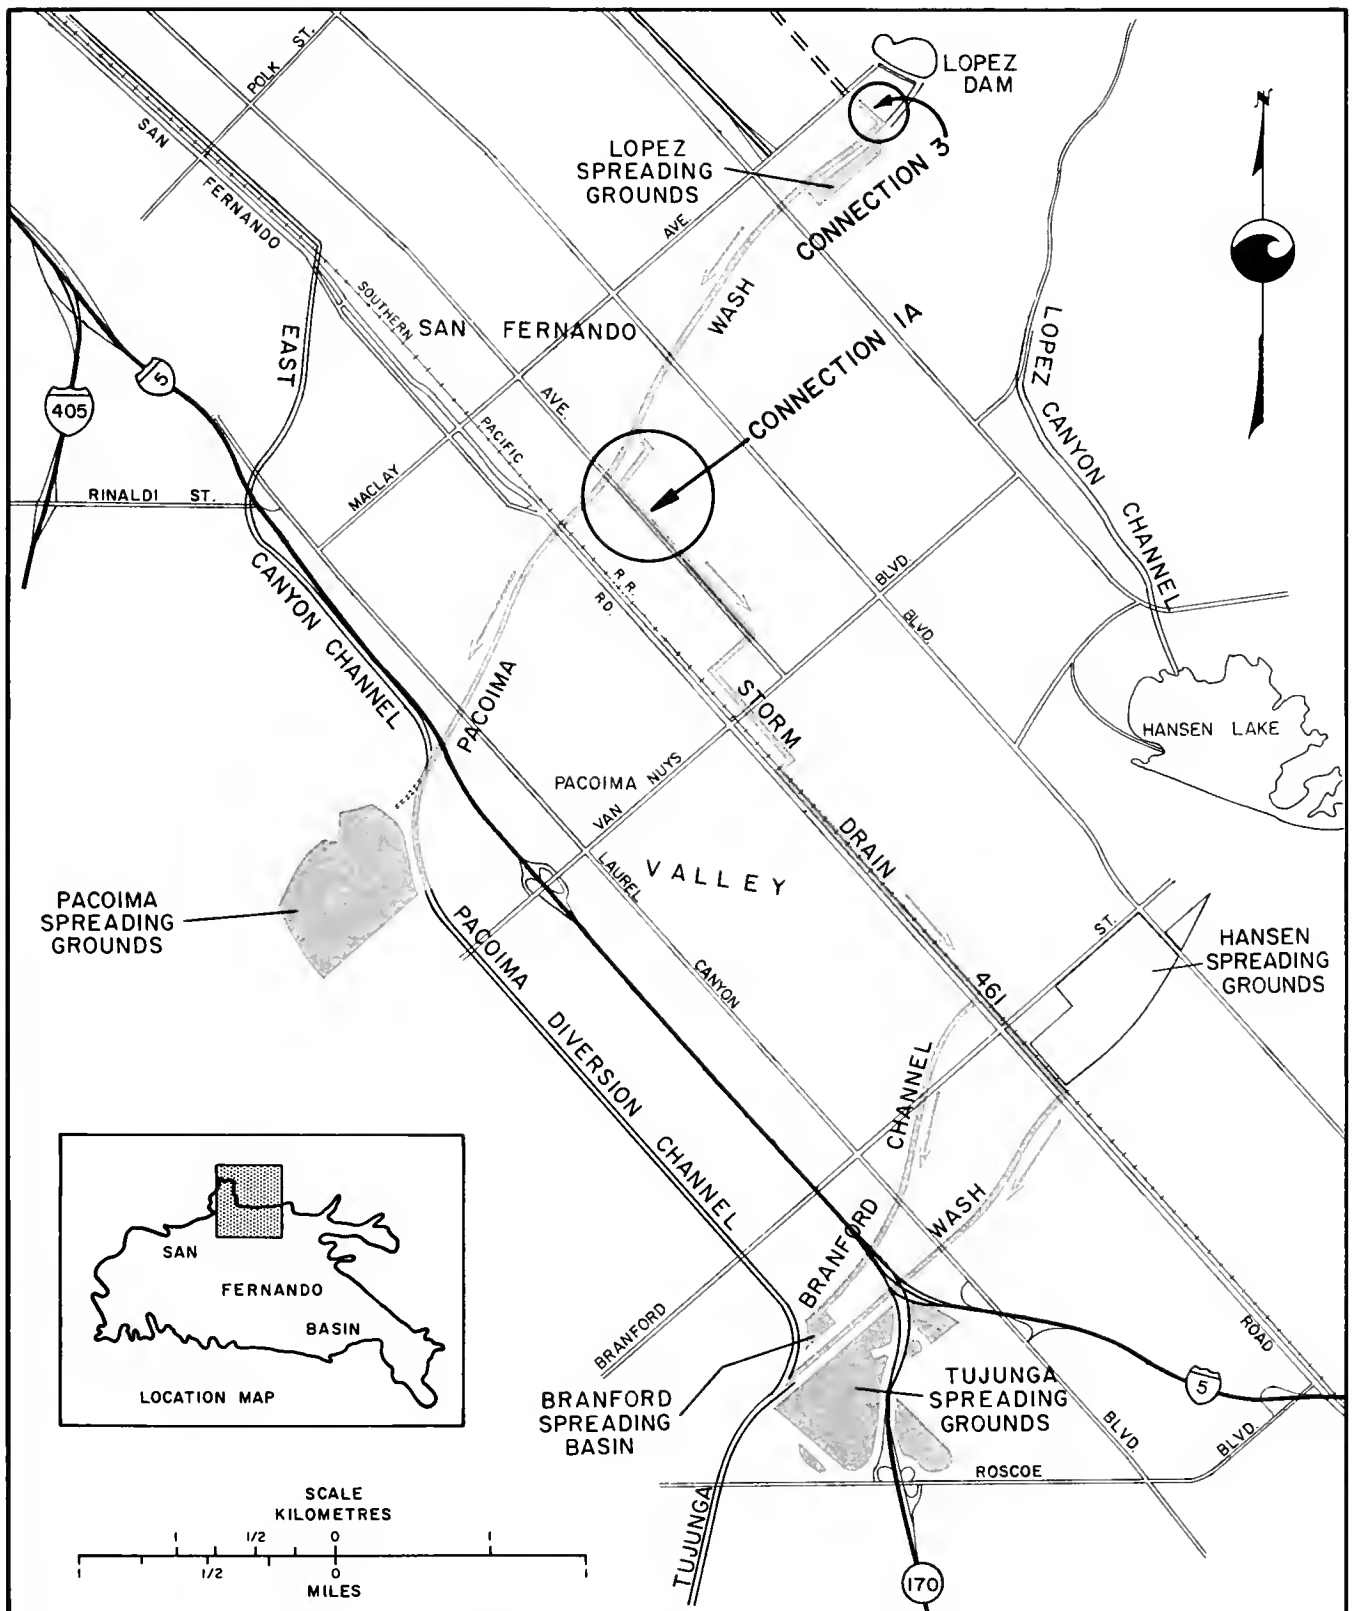 LOPEZ
DAM
POLK ST.
N
SAN
FERNANDO
LOPEZ
SPREADING
GROUNDS
CONNECTION 3
AVE.
WASH
SOUTHERN
SAN FERNANDO
CONNECTION 1A
EAST
5
405
LOPEZ CANYON CHANNEL
AVE.
PACIFIC
MACLAY
RINALDI ST.
CANYON CHANNEL
R.R.
RD.
BLVD.
BLVD.
PACOIMA
STORM
HANSEN LAKE
PACOIMA
VAN NUYS
DRAIN
LAUREL
VALLEY
PACOIMA
SPREADING
GROUNDS
PACOIMA DIVERSION CHANNEL
CANYON
ST.
HANSEN
SPREADING
GROUNDS
461
CHANNEL
WASH
BRANFORD
BRANFORD
ROAD
SAN
FERNANDO
BASIN
LOCATION MAP
BRANFORD
SPREADING
BASIN
TUJUNGA
SPREADING
GROUNDS
5
BLVD.
BLVD.
ROSCOE
TUJUNGA
170
SCALE
KILOMETRES
1 1/2 0 1
1 1/2 0 1
MILES